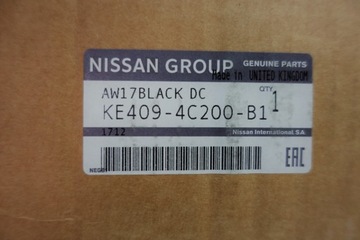 NISSAN GROUP GENUINE PARTS
Made in UNITED KINGDOM
AW17BLACK DC QTY
KE409-4C200-B1 1
1712 Nissan International SA
EAC